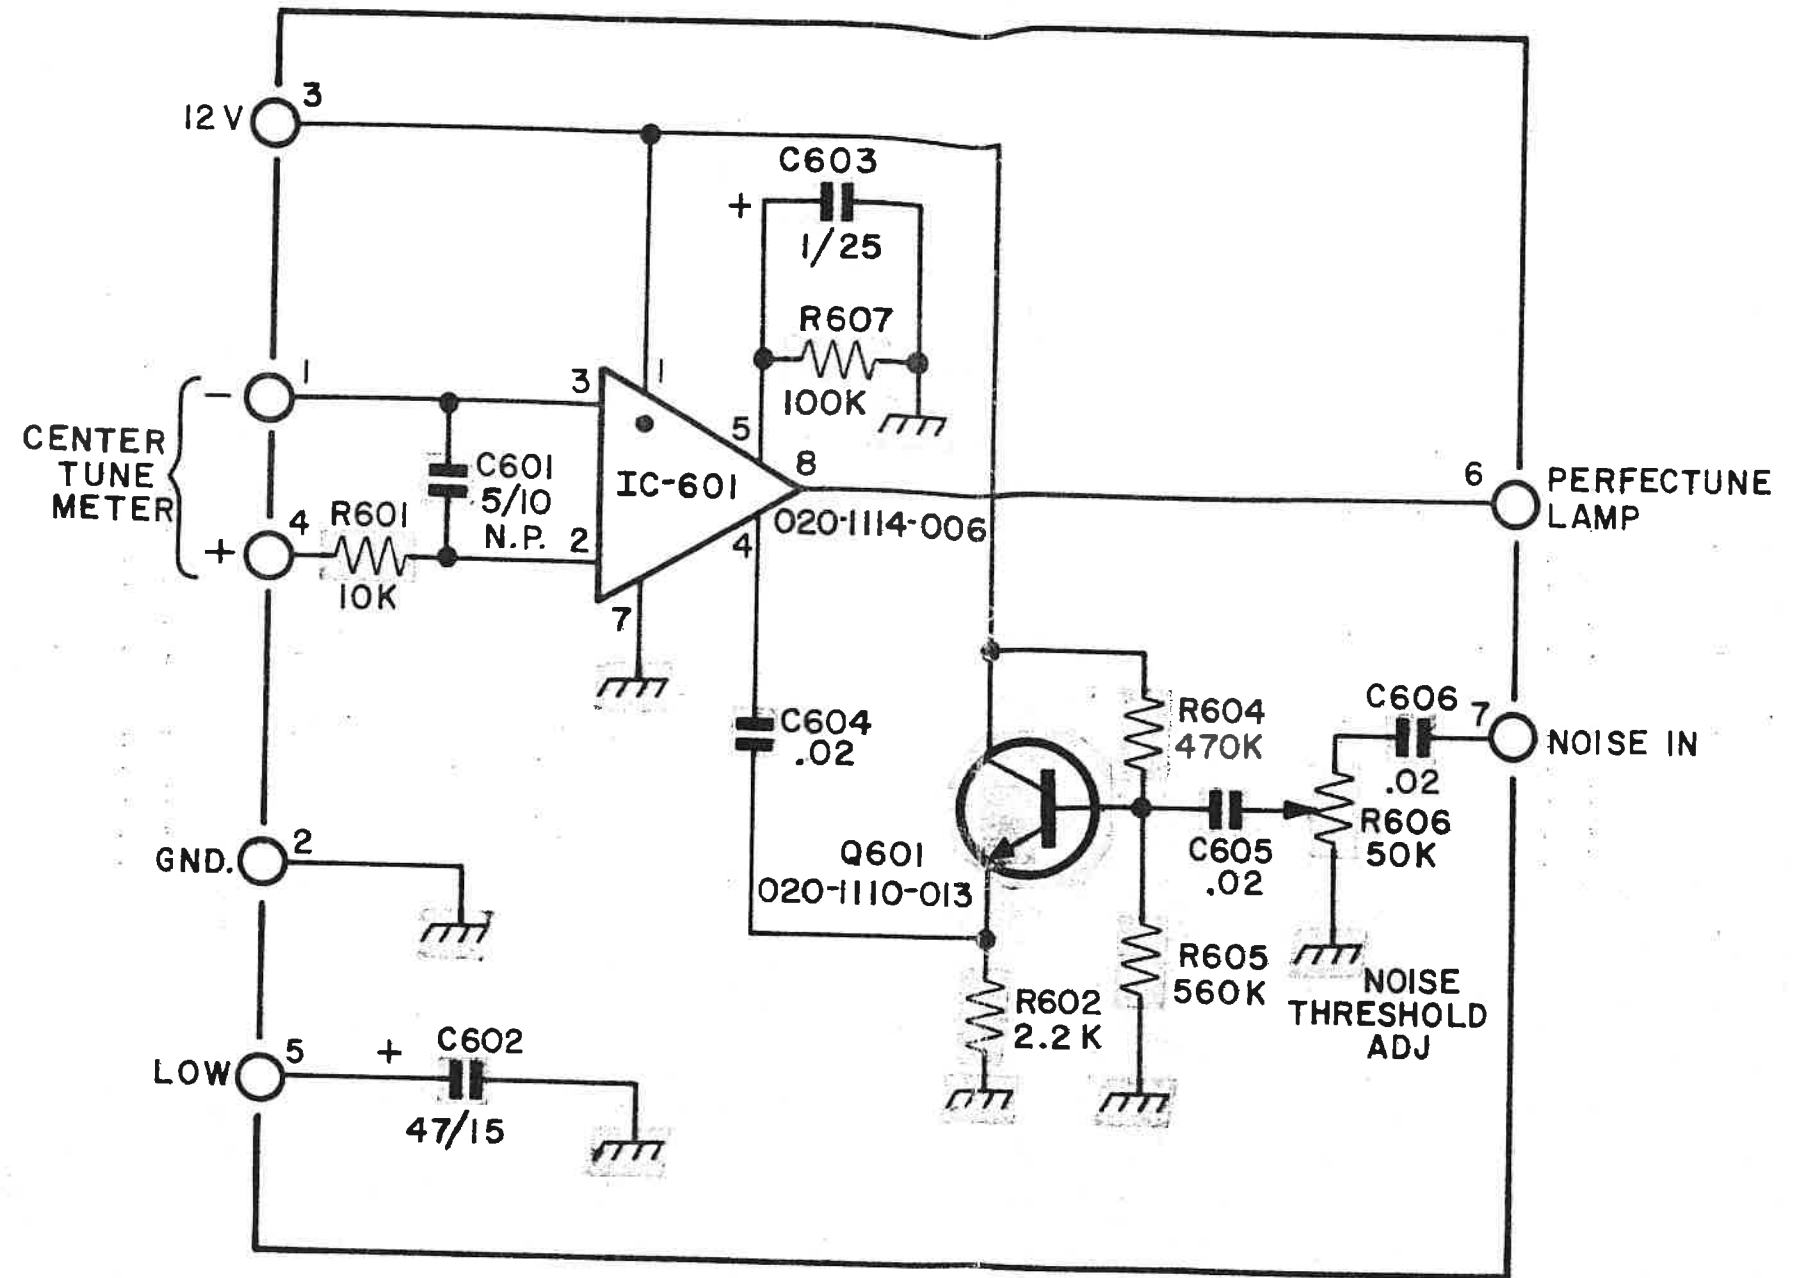 12 V
3
C603
+
1/25
R607
100K
CENTER
TUNE
METER
−
1
3
1
C601
5/10
N.P.
IC-601
5
8
020-1114-006
6
PERFECTUNE
LAMP
+
4
R601
10K
2
7
4
C604
.02
R604
470K
C606
.02
7
NOISE IN
GND.
2
Q601
020-1110-013
C605
.02
R606
50K
NOISE
THRESHOLD
ADJ
R605
560K
R602
2.2K
LOW
5
+
C602
47/15